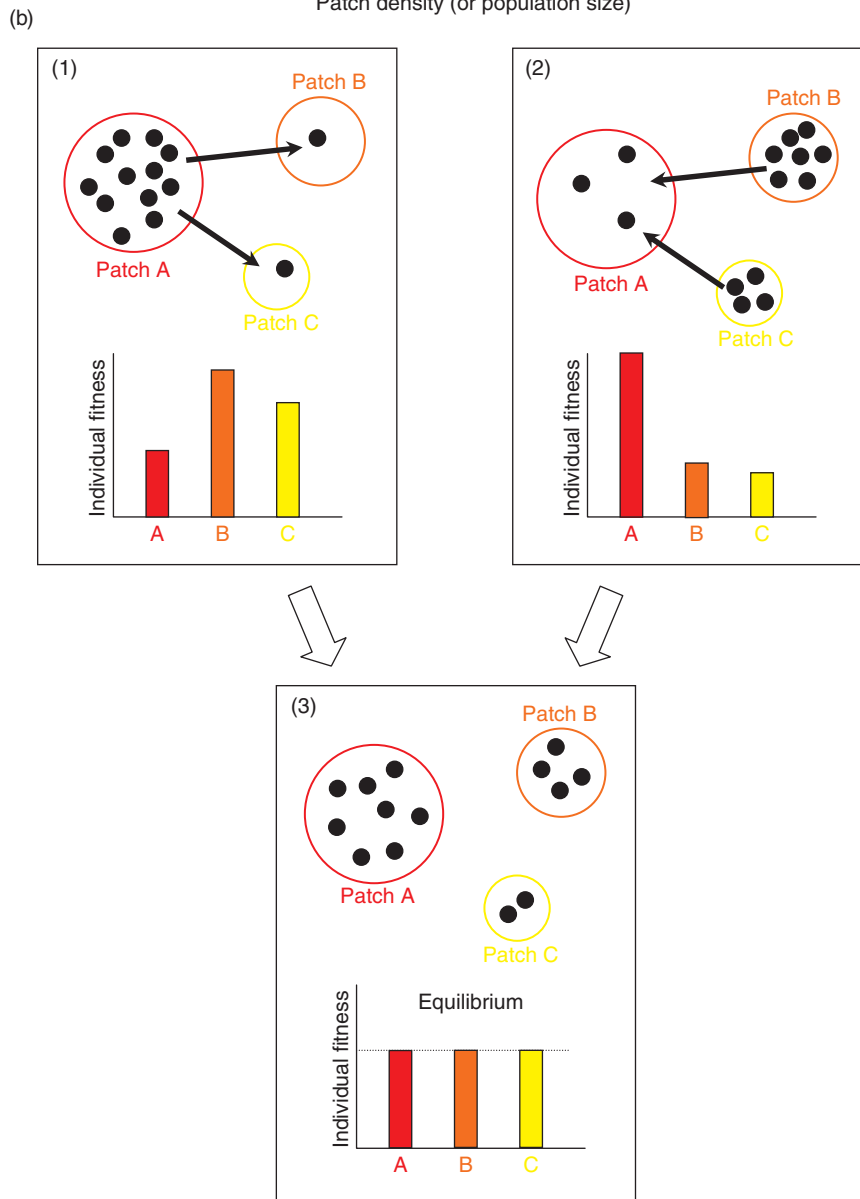 Patch density (or population size)
(b)
(1)
Patch B
Patch A
Patch C
Individual fitness
A B C
(2)
Patch B
Patch A
Patch C
Individual fitness
A B C
(3)
Patch B
Patch A
Patch C
Equilibrium
Individual fitness
A B C